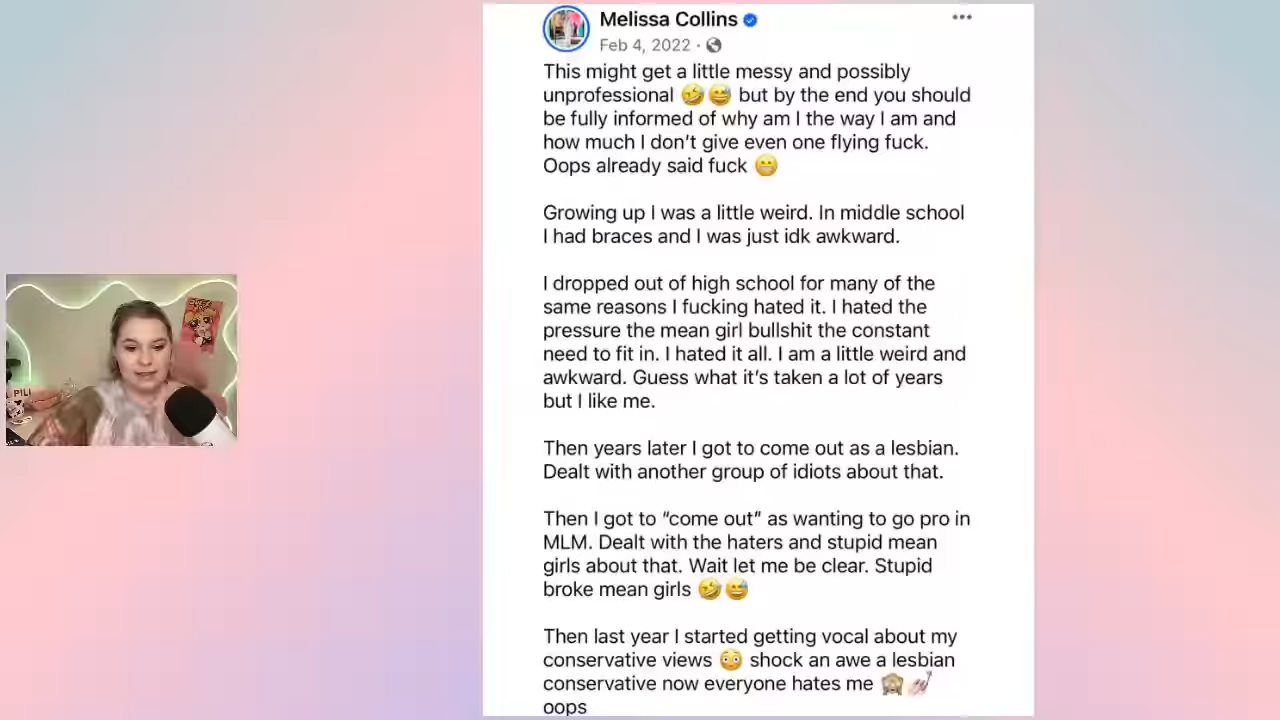 Melissa Collins
Feb 4, 2022 ·
This might get a little messy and possibly
unprofessional 🤣😅 but by the end you should
be fully informed of why am I the way I am and
how much I don't give even one flying fuck.
Oops already said fuck 😁
Growing up I was a little weird. In middle school
I had braces and I was just idk awkward.
I dropped out of high school for many of the
same reasons I fucking hated it. I hated the
pressure the mean girl bullshit the constant
need to fit in. I hated it all. I am a little weird and
awkward. Guess what it's taken a lot of years
but I like me.
Then years later I got to come out as a lesbian.
Dealt with another group of idiots about that.
Then I got to “come out” as wanting to go pro in
MLM. Dealt with the haters and stupid mean
girls about that. Wait let me be clear. Stupid
broke mean girls 🤣😅
Then last year I started getting vocal about my
conservative views 😳 shock an awe a lesbian
conservative now everyone hates me 🙈💅🏻
oops
PILI